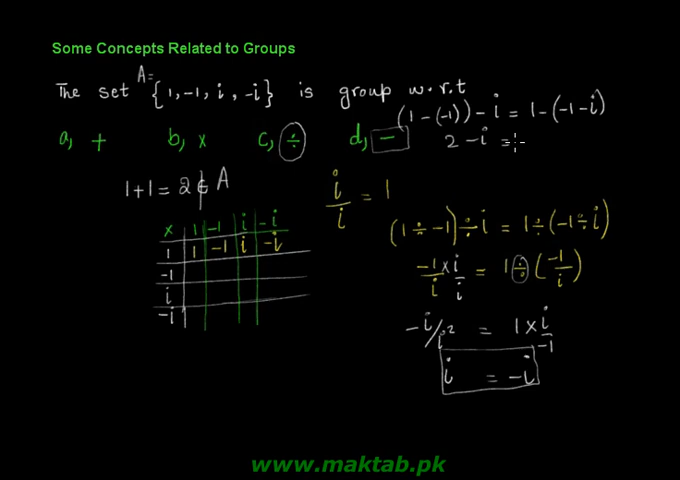 Some Concepts Related to Groups
The set A = {1, -1, i, -i} is group w.r.t
a, + b, x c, ÷ d, −
(1 - (-1)) - i = 1 - (-1 - i)
2 - i =
1 + 1 = 2 ∉ A
i/i = 1
x 1 -1 i -i
1 1 -1 i -i
-1
i
-i
(1 ÷ -1) ÷ i = 1 ÷ (-1 ÷ i)
-1/i x i/i = 1 ÷ (-1/i)
-i/i² = 1 x i/-1
i = -i
www.maktab.pk